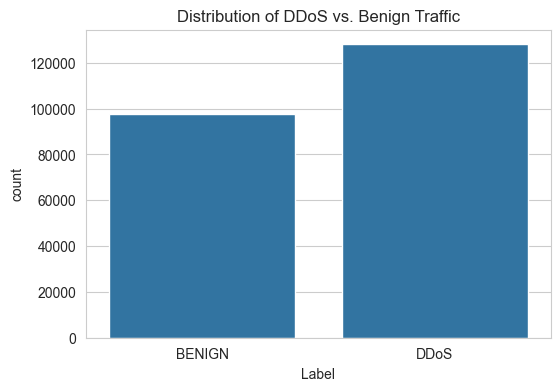 Distribution of DDoS vs. Benign Traffic
120000
100000
80000
60000
40000
20000
0
count
BENIGN
DDoS
Label